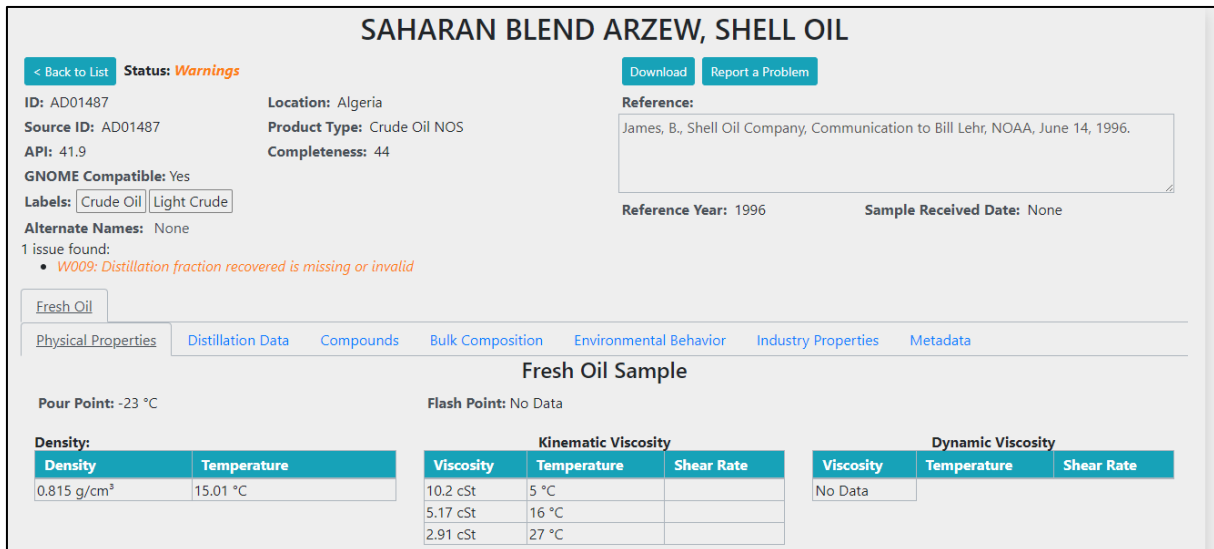 SAHARAN BLEND ARZEW, SHELL OIL
< Back to List Status: Warnings Download Report a Problem
ID: AD01487 Location: Algeria Reference:
Source ID: AD01487 Product Type: Crude Oil NOS James, B., Shell Oil Company, Communication to Bill Lehr, NOAA, June 14, 1996.
API: 41.9 Completeness: 44
GNOME Compatible: Yes
Labels: Crude Oil Light Crude
Reference Year: 1996 Sample Received Date: None
Alternate Names: None
1 issue found:
• W009: Distillation fraction recovered is missing or invalid
Fresh Oil
Physical Properties Distillation Data Compounds Bulk Composition Environmental Behavior Industry Properties Metadata
Fresh Oil Sample
Pour Point: -23 °C Flash Point: No Data
Density: Kinematic Viscosity Dynamic Viscosity
Density Temperature Viscosity Temperature Shear Rate Viscosity Temperature Shear Rate
0.815 g/cm³ 15.01 °C 10.2 cSt 5 °C No Data
5.17 cSt 16 °C
2.91 cSt 27 °C